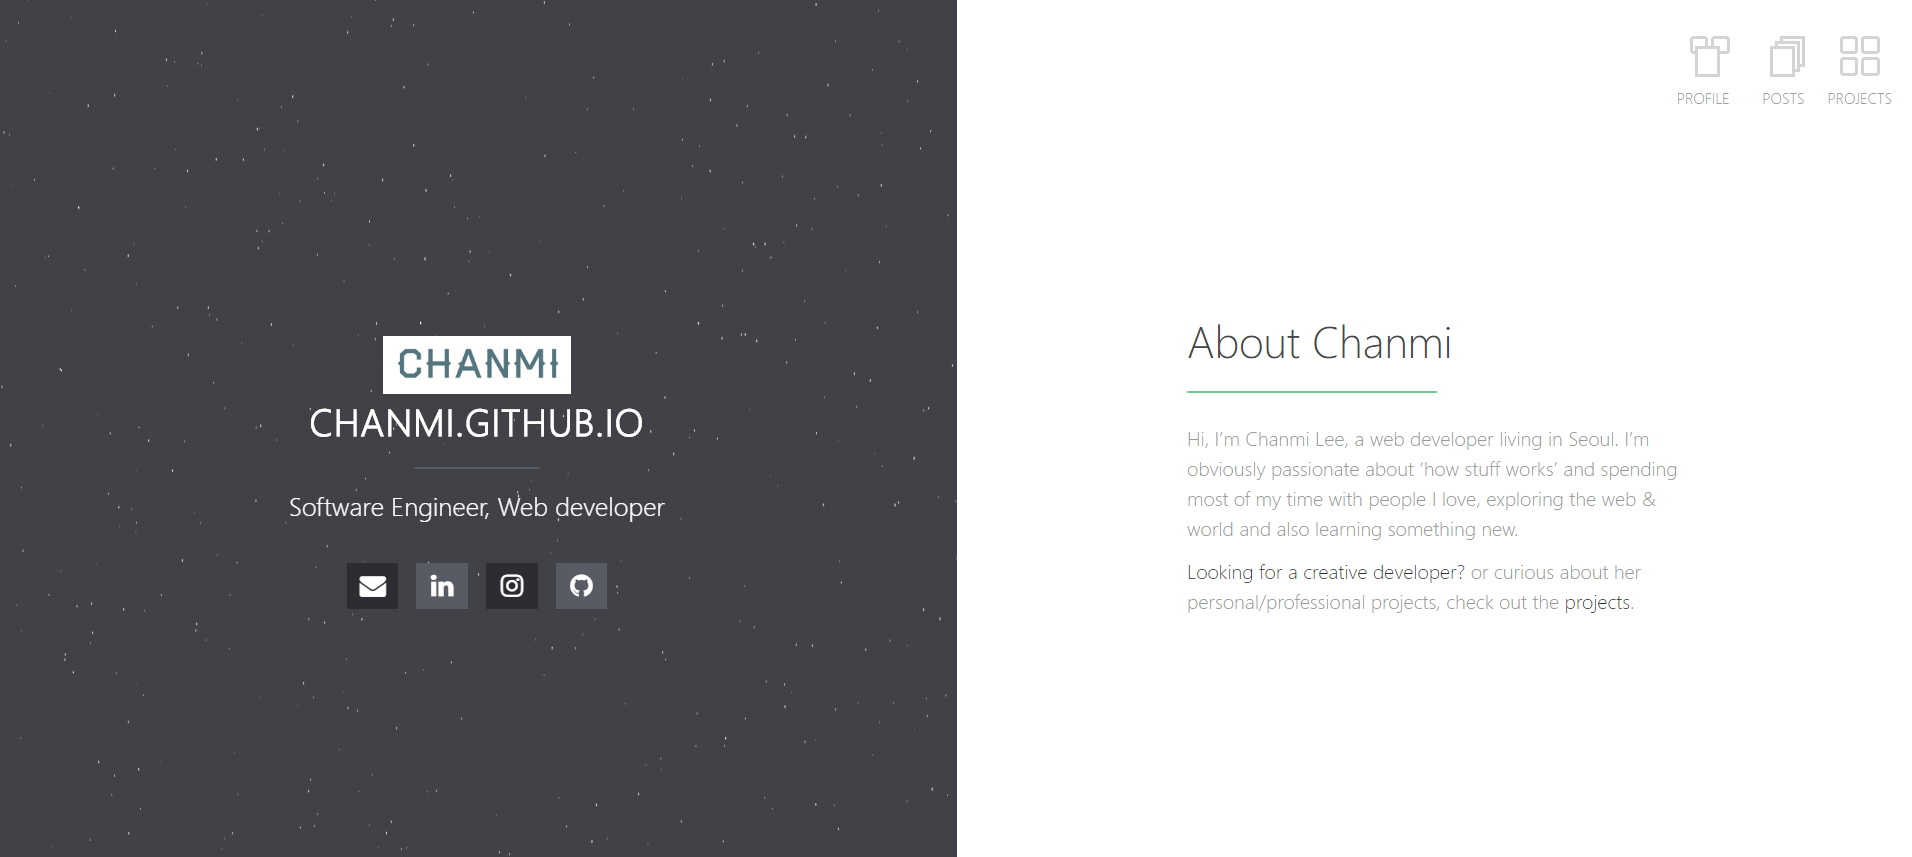 CHANMI
CHANMI.GITHUB.IO
Software Engineer, Web developer
in
PROFILE
POSTS
PROJECTS
About Chanmi
Hi, I’m Chanmi Lee, a web developer living in Seoul. I’m
obviously passionate about ‘how stuff works’ and spending
most of my time with people I love, exploring the web &
world and also learning something new.
Looking for a creative developer? or curious about her
personal/professional projects, check out the projects.